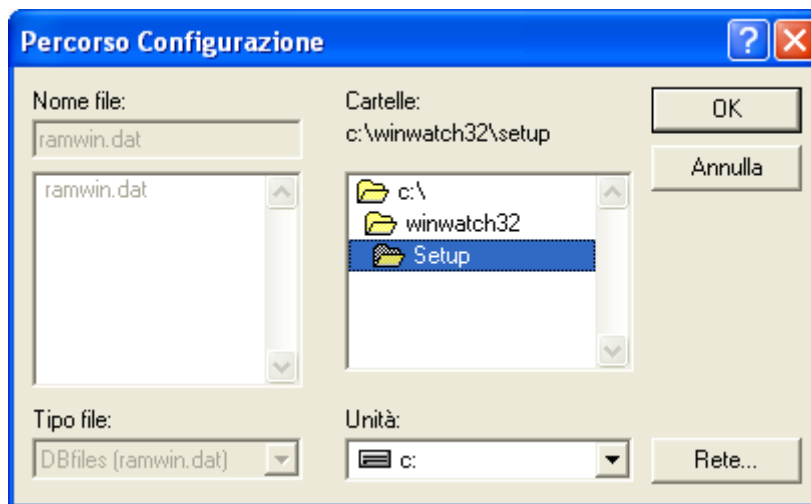 Percorso Configurazione
Nome file:
ramwin.dat
ramwin.dat
Tipo file:
DBfiles (ramwin.dat)
Cartelle:
c:\winwatch32\setup
c:\
winwatch32
Setup
Unità:
c:
OK
Annulla
Rete...